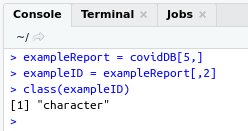 Console Terminal × Jobs ×
~/
> exampleReport = covidDB[5,]
> exampleID = exampleReport[,2]
> class(exampleID)
[1] "character"
>